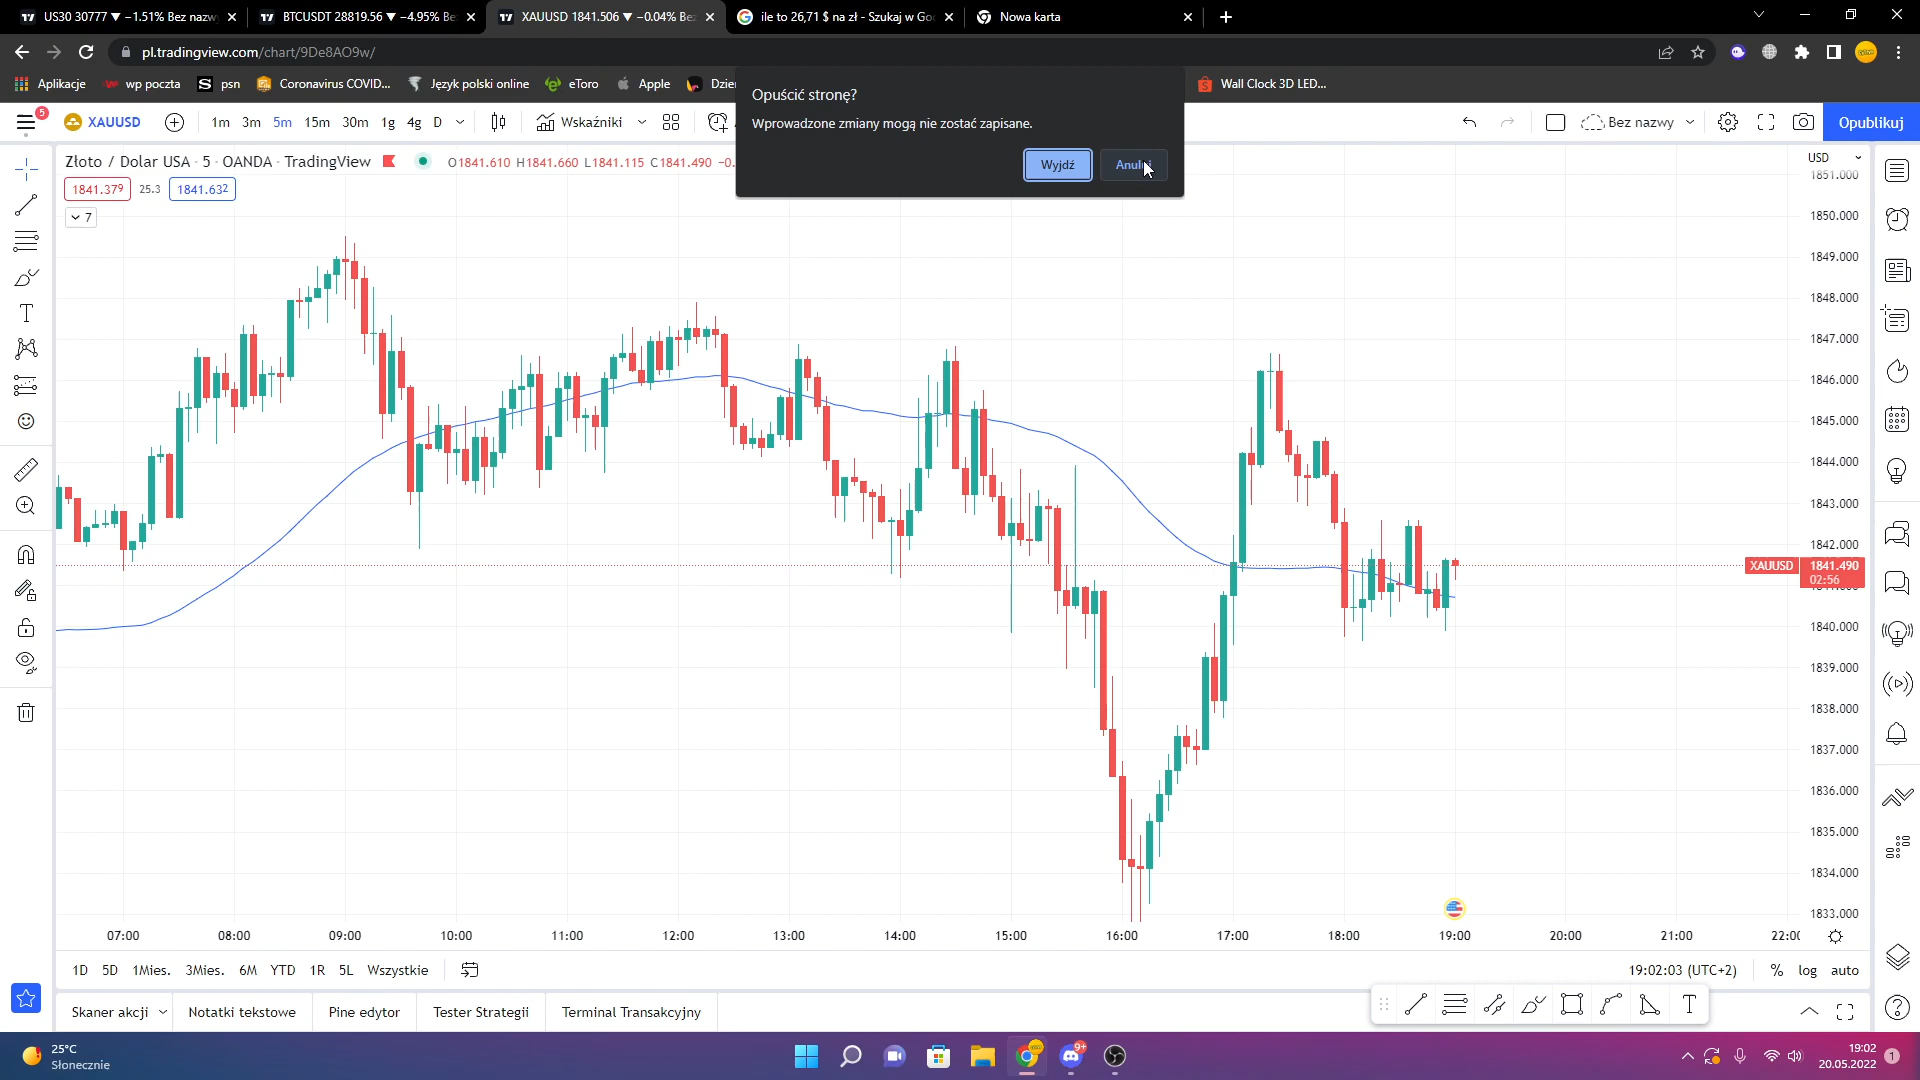 US30 30777 ▼ −1.51% Bez nazw
BTCUSDT 28819.56 ▼ −4.95% Be
XAUUSD 1841.506 ▼ −0.04% Be
ile to 26,71 $ na zł - Szukaj w Go
Nowa karta
pl.tradingview.com/chart/9De8AO9w/
Aplikacje
wp poczta
psn
Coronavirus COVID...
Język polski online
eToro
Apple
Wall Clock 3D LED...
Opuścić stronę?
Wprowadzone zmiany mogą nie zostać zapisane.
Wyjdź
5
XAUUSD
1m 3m 5m 15m 30m 1g 4g D
Wskaźniki
Bez nazwy
Opublikuj
Złoto / Dolar USA · 5 · OANDA · TradingView
O1841.610 H1841.660 L1841.115 C1841.490 −0.
USD
1841.379 25.3 1841.632
7
1851.000
1850.000
1849.000
1848.000
1847.000
1846.000
1845.000
1844.000
1843.000
1842.000
XAUUSD 1841.490
02:56
1840.000
1839.000
1838.000
1837.000
1836.000
1835.000
1834.000
1833.000
07:00 08:00 09:00 10:00 11:00 12:00 13:00 14:00 15:00 16:00 17:00 18:00 19:00 20:00 21:00
1D 5D 1Mies. 3Mies. 6M YTD 1R 5L Wszystkie
19:02:03 (UTC+2) % log auto
Skaner akcji Notatki tekstowe Pine edytor Tester Strategii Terminal Transakcyjny
25°C
Słonecznie
9+
19:02
20.05.2022
1